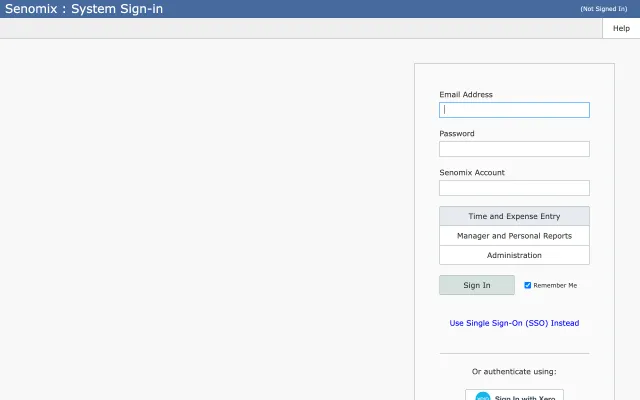 Senomix : System Sign-in
(Not Signed In)
Help
Email Address
Password
Senomix Account
Time and Expense Entry
Manager and Personal Reports
Administration
Sign In
Remember Me
Use Single Sign-On (SSO) Instead
Or authenticate using:
Sign In with Xero